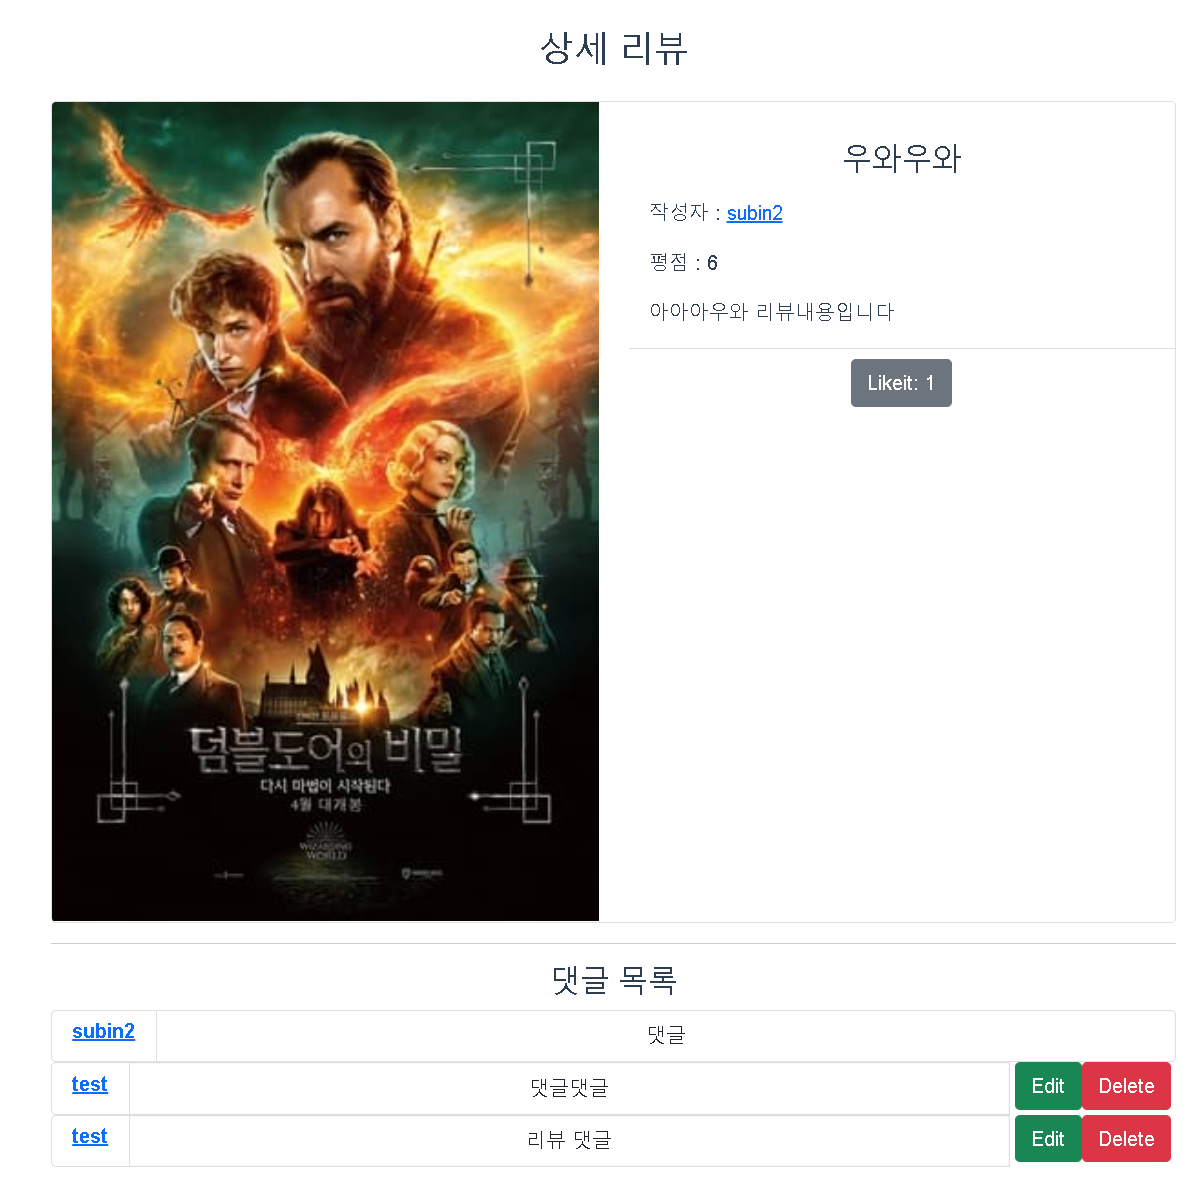 상세 리뷰
우와우와
작성자 : subin2
평점 : 6
아아아우와 리뷰내용입니다
Likeit: 1
덤블도어의 비밀
다시 마법이 시작된다
4월 대개봉
WIZARDING
WORLD
댓글 목록
subin2 댓글
test 댓글댓글 Edit Delete
test 리뷰 댓글 Edit Delete